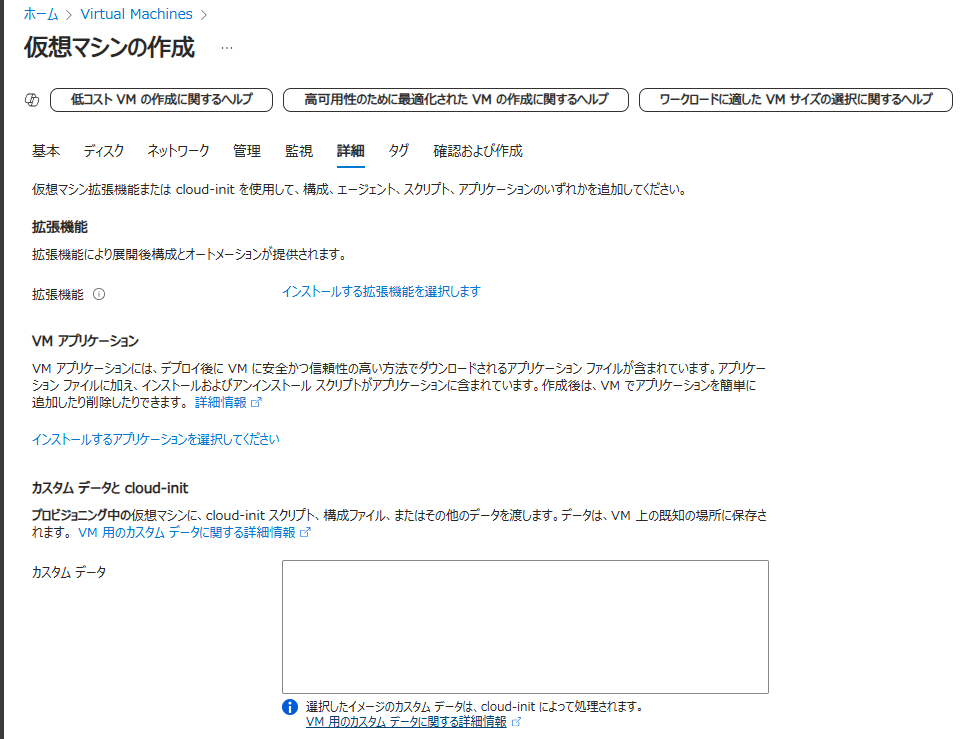 ホーム > Virtual Machines >
仮想マシンの作成 …
低コスト VM の作成に関するヘルプ 高可用性のために最適化された VM の作成に関するヘルプ ワークロードに適した VM サイズの選択に関するヘルプ
基本 ディスク ネットワーク 管理 監視 詳細 タグ 確認および作成
仮想マシン拡張機能または cloud-init を使用して、構成、エージェント、スクリプト、アプリケーションのいずれかを追加してください。
拡張機能
拡張機能により展開後構成とオートメーションが提供されます。
拡張機能 インストールする拡張機能を選択します
VM アプリケーション
VM アプリケーションには、デプロイ後に VM に安全かつ信頼性の高い方法でダウンロードされるアプリケーション ファイルが含まれています。アプリケー
ション ファイルに加え、インストールおよびアンインストール スクリプトがアプリケーションに含まれています。作成後は、VM でアプリケーションを簡単に
追加したり削除したりできます。 詳細情報
インストールするアプリケーションを選択してください
カスタム データと cloud-init
プロビジョニング中の仮想マシンに、cloud-init スクリプト、構成ファイル、またはその他のデータを渡します。データは、VM 上の既知の場所に保存さ
れます。 VM 用のカスタム データに関する詳細情報
カスタム データ
選択したイメージのカスタム データは、cloud-init によって処理されます。
VM 用のカスタム データに関する詳細情報